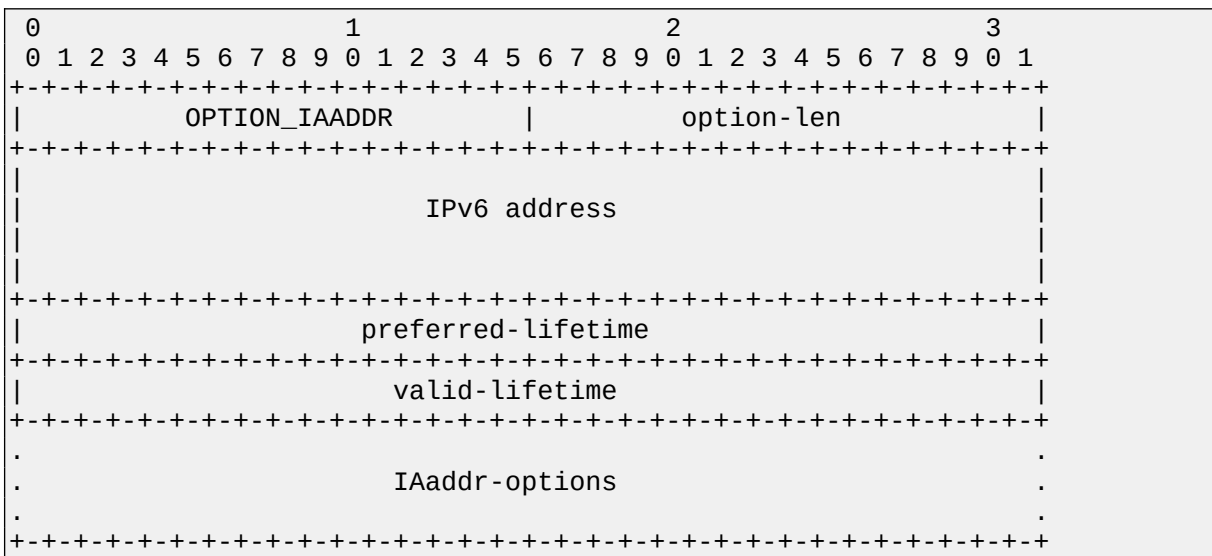 0                   1                   2                   3
 0 1 2 3 4 5 6 7 8 9 0 1 2 3 4 5 6 7 8 9 0 1 2 3 4 5 6 7 8 9 0 1
+-+-+-+-+-+-+-+-+-+-+-+-+-+-+-+-+-+-+-+-+-+-+-+-+-+-+-+-+-+-+-+-+
|          OPTION_IAADDR        |          option-len           |
+-+-+-+-+-+-+-+-+-+-+-+-+-+-+-+-+-+-+-+-+-+-+-+-+-+-+-+-+-+-+-+-+
|                                                               |
|                         IPv6 address                          |
|                                                               |
|                                                               |
+-+-+-+-+-+-+-+-+-+-+-+-+-+-+-+-+-+-+-+-+-+-+-+-+-+-+-+-+-+-+-+-+
|                     preferred-lifetime                        |
+-+-+-+-+-+-+-+-+-+-+-+-+-+-+-+-+-+-+-+-+-+-+-+-+-+-+-+-+-+-+-+-+
|                       valid-lifetime                          |
+-+-+-+-+-+-+-+-+-+-+-+-+-+-+-+-+-+-+-+-+-+-+-+-+-+-+-+-+-+-+-+-+
.                                                               .
.                       IAaddr-options                          .
.                                                               .
+-+-+-+-+-+-+-+-+-+-+-+-+-+-+-+-+-+-+-+-+-+-+-+-+-+-+-+-+-+-+-+-+